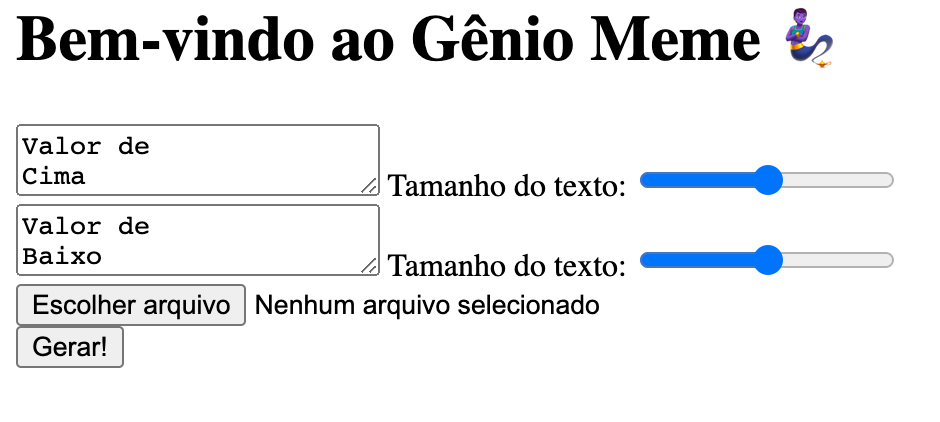 Bem-vindo ao Gênio Meme 🧞‍♂️
Valor de
Cima
Tamanho do texto:
Valor de
Baixo
Tamanho do texto:
Escolher arquivo Nenhum arquivo selecionado
Gerar!